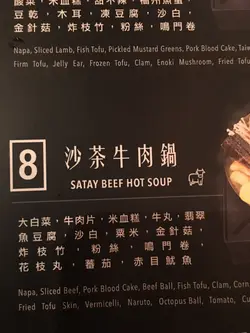 酸菜，米血糕，甜不辣，福州魚蛋
豆乾，木耳，凍豆腐，沙白，
金針菇，炸枝竹，粉絲，鳴門卷
Napa, Sliced Lamb, Fish Tofu, Pickled Mustard Greens, Pork Blood Cake, Taiw
Firm Tofu, Jelly Ear, Frozen Tofu, Clam, Enoki Mushroom, Fried Tof
8
沙茶牛肉鍋
SATAY BEEF HOT SOUP
大白菜，牛肉片，米血糕，牛丸，翡翠
魚豆腐，沙白，粟米，金針菇，
炸枝竹，粉絲，鳴門卷，
花枝丸，蕃茄，赤目魷魚
Napa, Sliced Beef, Pork Blood Cake, Beef Ball, Fish Tofu, Clam, Corn,
Fried Tofu Skin, Vermicelli, Naruto, Octopus Ball, Tomato, Cu